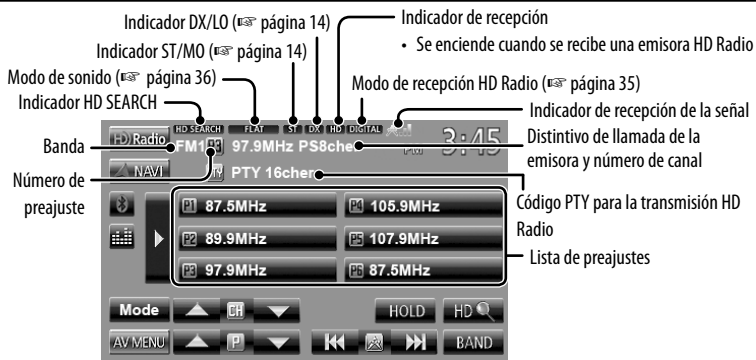 Indicador DX/LO (☞ página 14)
Indicador de recepción
• Se enciende cuando se recibe una emisora HD Radio
Indicador ST/MO (☞ página 14)
Modo de sonido (☞ página 36)
Modo de recepción HD Radio (☞ página 35)
Indicador HD SEARCH
Indicador de recepción de la señal
HD SEARCH FLAT ST DX HD DIGITAL
HD Radio
Banda
FM1 P3 97.9MHz PS8cher
PM 3:45
Distintivo de llamada de la
emisora y número de canal
NAVI
PTY 16cher
Número de
preajuste
Código PTY para la transmisión HD
Radio
P1 87.5MHz
P4 105.9MHz
P2 89.9MHz
P5 107.9MHz
Lista de preajustes
P3 97.9MHz
P6 87.5MHz
Mode CH HOLD HD
AV MENU P BAND